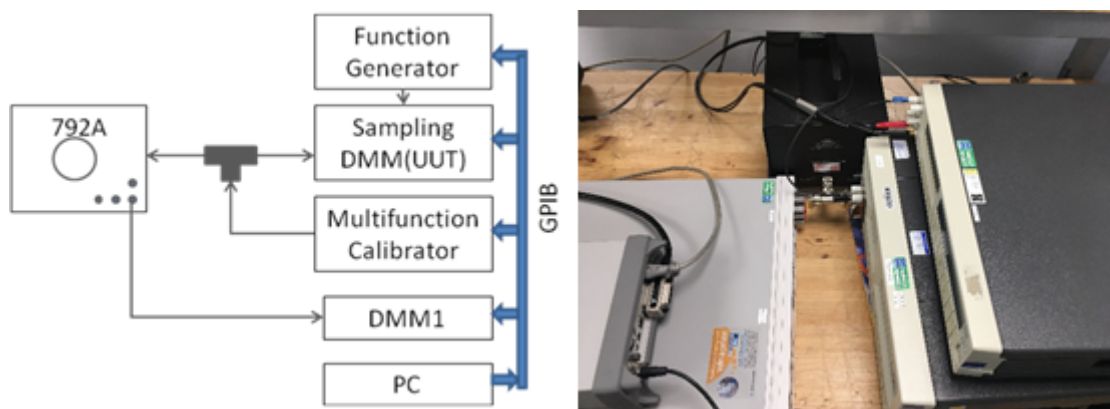 Function
Generator
792A
Sampling
DMM(UUT)
Multifunction
Calibrator
DMM1
PC
GPIB